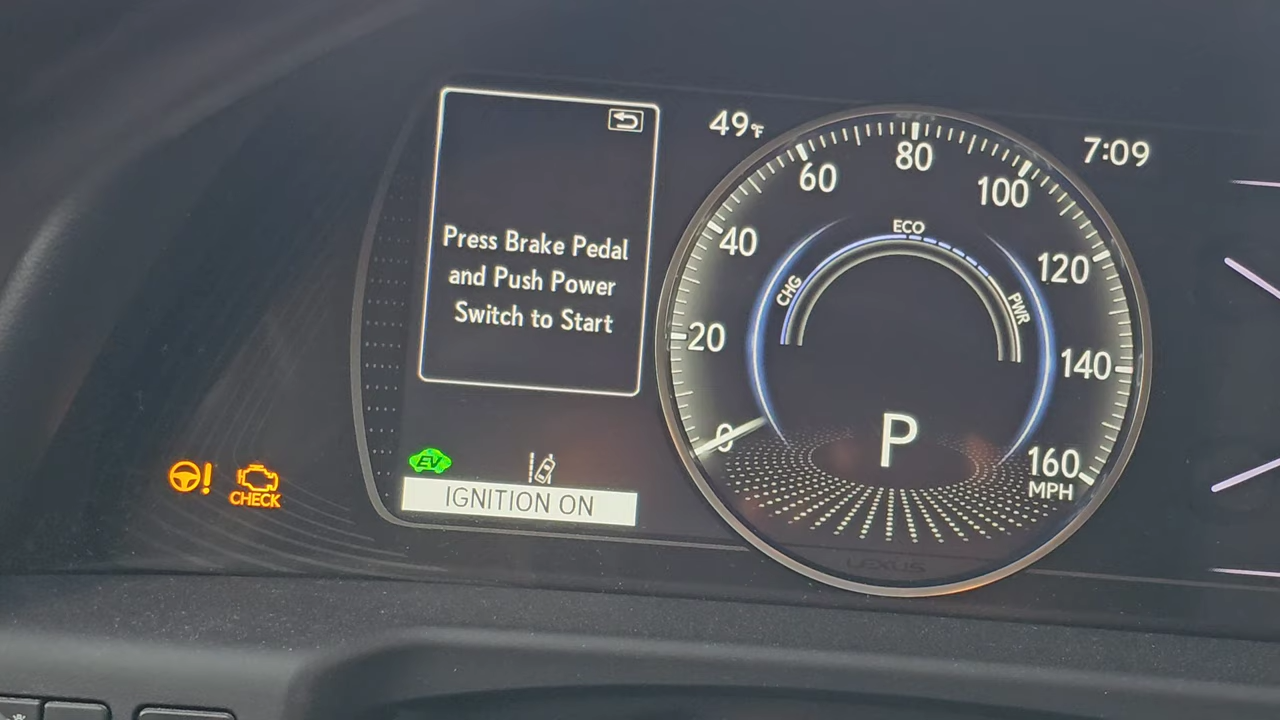 49°F
7:09
Press Brake Pedal
and Push Power
Switch to Start
0
20
40
60
80
100
120
140
160
MPH
CHG
ECO
PWR
P
EV
IGNITION ON
CHECK
LEXUS